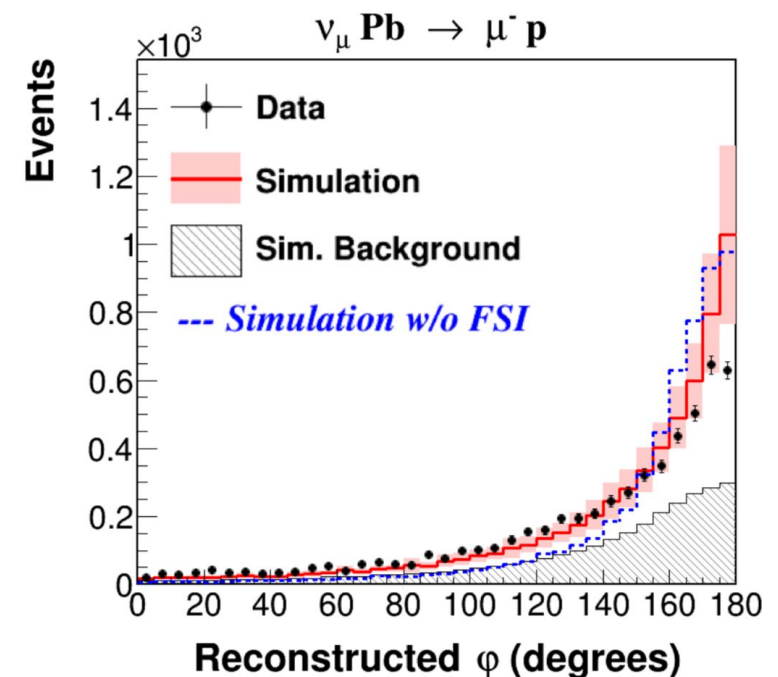 ν_μ Pb → μ⁻ p
×10³
Events
Data
Simulation
Sim. Background
--- Simulation w/o FSI
1.4
1.2
1
0.8
0.6
0.4
0.2
0
0 20 40 60 80 100 120 140 160 180
Reconstructed φ (degrees)